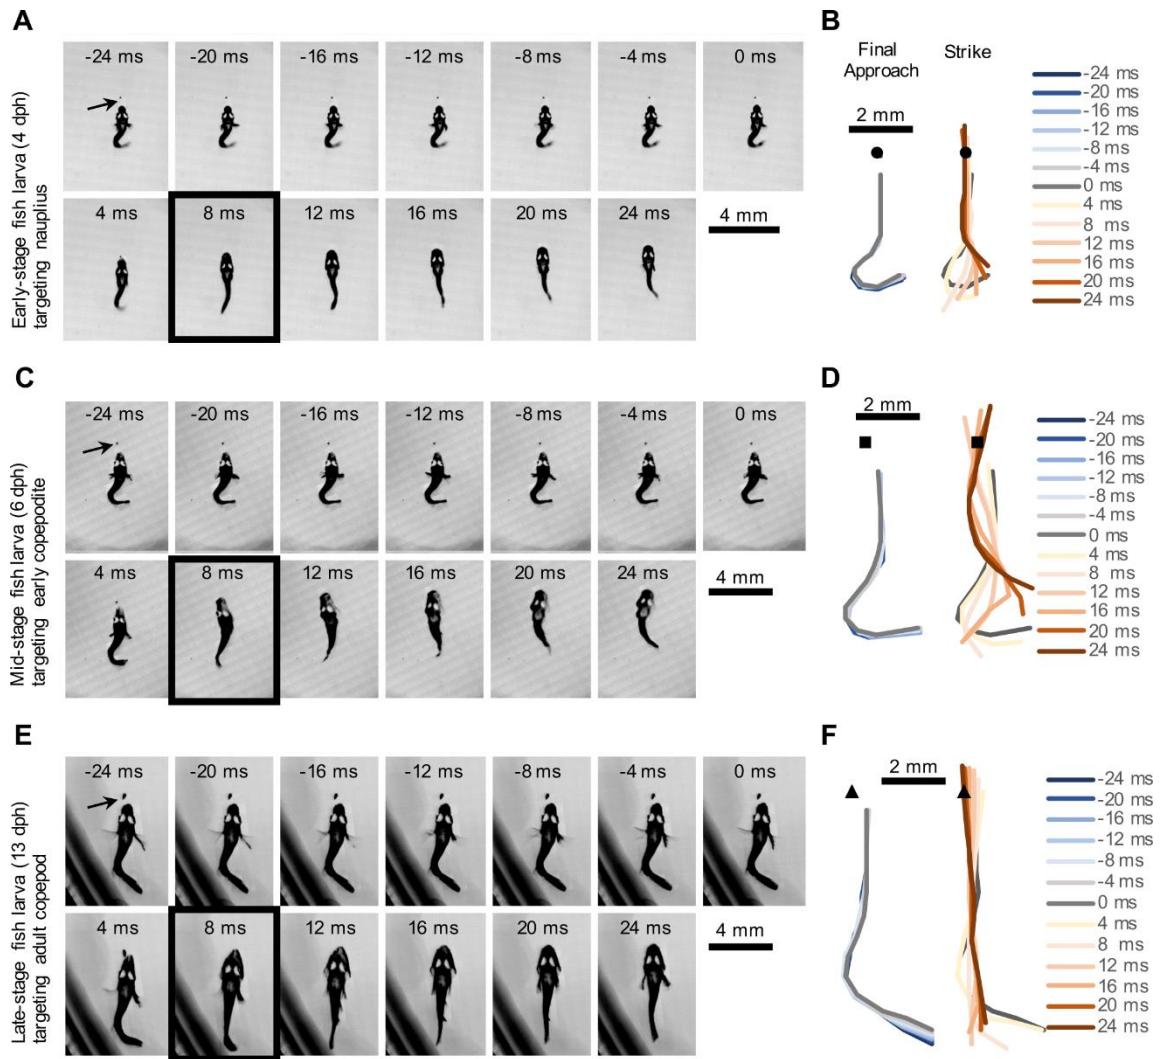 A
Early-stage fish larva (4 dph)
targeting nauplius
-24 ms
-20 ms
-16 ms
-12 ms
-8 ms
-4 ms
0 ms
4 ms
8 ms
12 ms
16 ms
20 ms
24 ms
4 mm
B
Final
Approach
Strike
2 mm
-24 ms
-20 ms
-16 ms
-12 ms
-8 ms
-4 ms
0 ms
4 ms
8 ms
12 ms
16 ms
20 ms
24 ms
C
Mid-stage fish larva (6 dph)
targeting early copepodite
-24 ms
-20 ms
-16 ms
-12 ms
-8 ms
-4 ms
0 ms
4 ms
8 ms
12 ms
16 ms
20 ms
24 ms
4 mm
D
2 mm
-24 ms
-20 ms
-16 ms
-12 ms
-8 ms
-4 ms
0 ms
4 ms
8 ms
12 ms
16 ms
20 ms
24 ms
E
Late-stage fish larva (13 dph)
targeting adult copepod
-24 ms
-20 ms
-16 ms
-12 ms
-8 ms
-4 ms
0 ms
4 ms
8 ms
12 ms
16 ms
20 ms
24 ms
4 mm
F
2 mm
-24 ms
-20 ms
-16 ms
-12 ms
-8 ms
-4 ms
0 ms
4 ms
8 ms
12 ms
16 ms
20 ms
24 ms